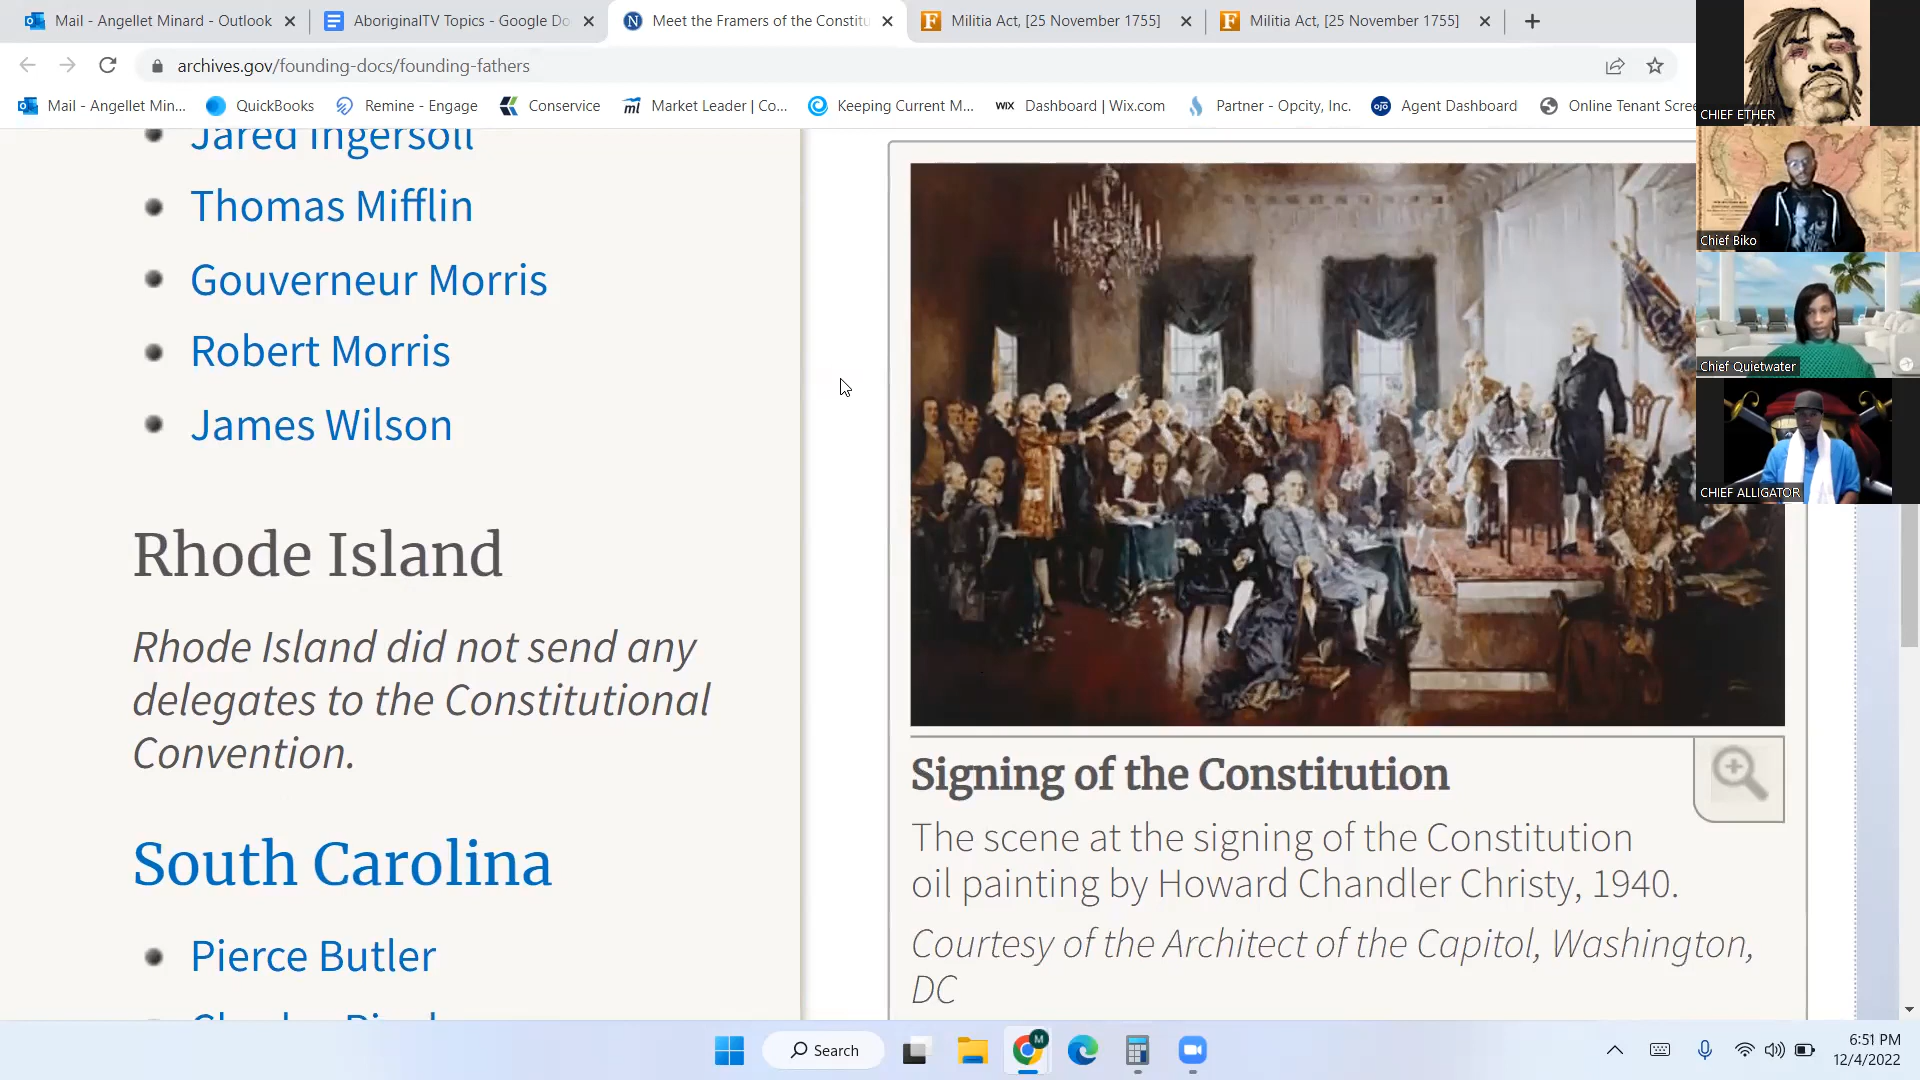 Mail - Angellet Minard - Outlook
AboriginalTV Topics - Google Do
Meet the Framers of the Constitu
Militia Act, [25 November 1755]
Militia Act, [25 November 1755]
archives.gov/founding-docs/founding-fathers
Mail - Angellet Min...
QuickBooks
Remine - Engage
Conservice
Market Leader | Co...
Keeping Current M...
WIX Dashboard | Wix.com
Partner - Opcity, Inc.
ojo Agent Dashboard
Online Tenant Scre
CHIEF ETHER
Chief Biko
Chief Quietwater
CHIEF ALLIGATOR
Jared Ingersoll
Thomas Mifflin
Gouverneur Morris
Robert Morris
James Wilson
Rhode Island
Rhode Island did not send any
delegates to the Constitutional
Convention.
South Carolina
Pierce Butler
Signing of the Constitution
The scene at the signing of the Constitution
oil painting by Howard Chandler Christy, 1940.
Courtesy of the Architect of the Capitol, Washington,
DC
Search
6:51 PM
12/4/2022